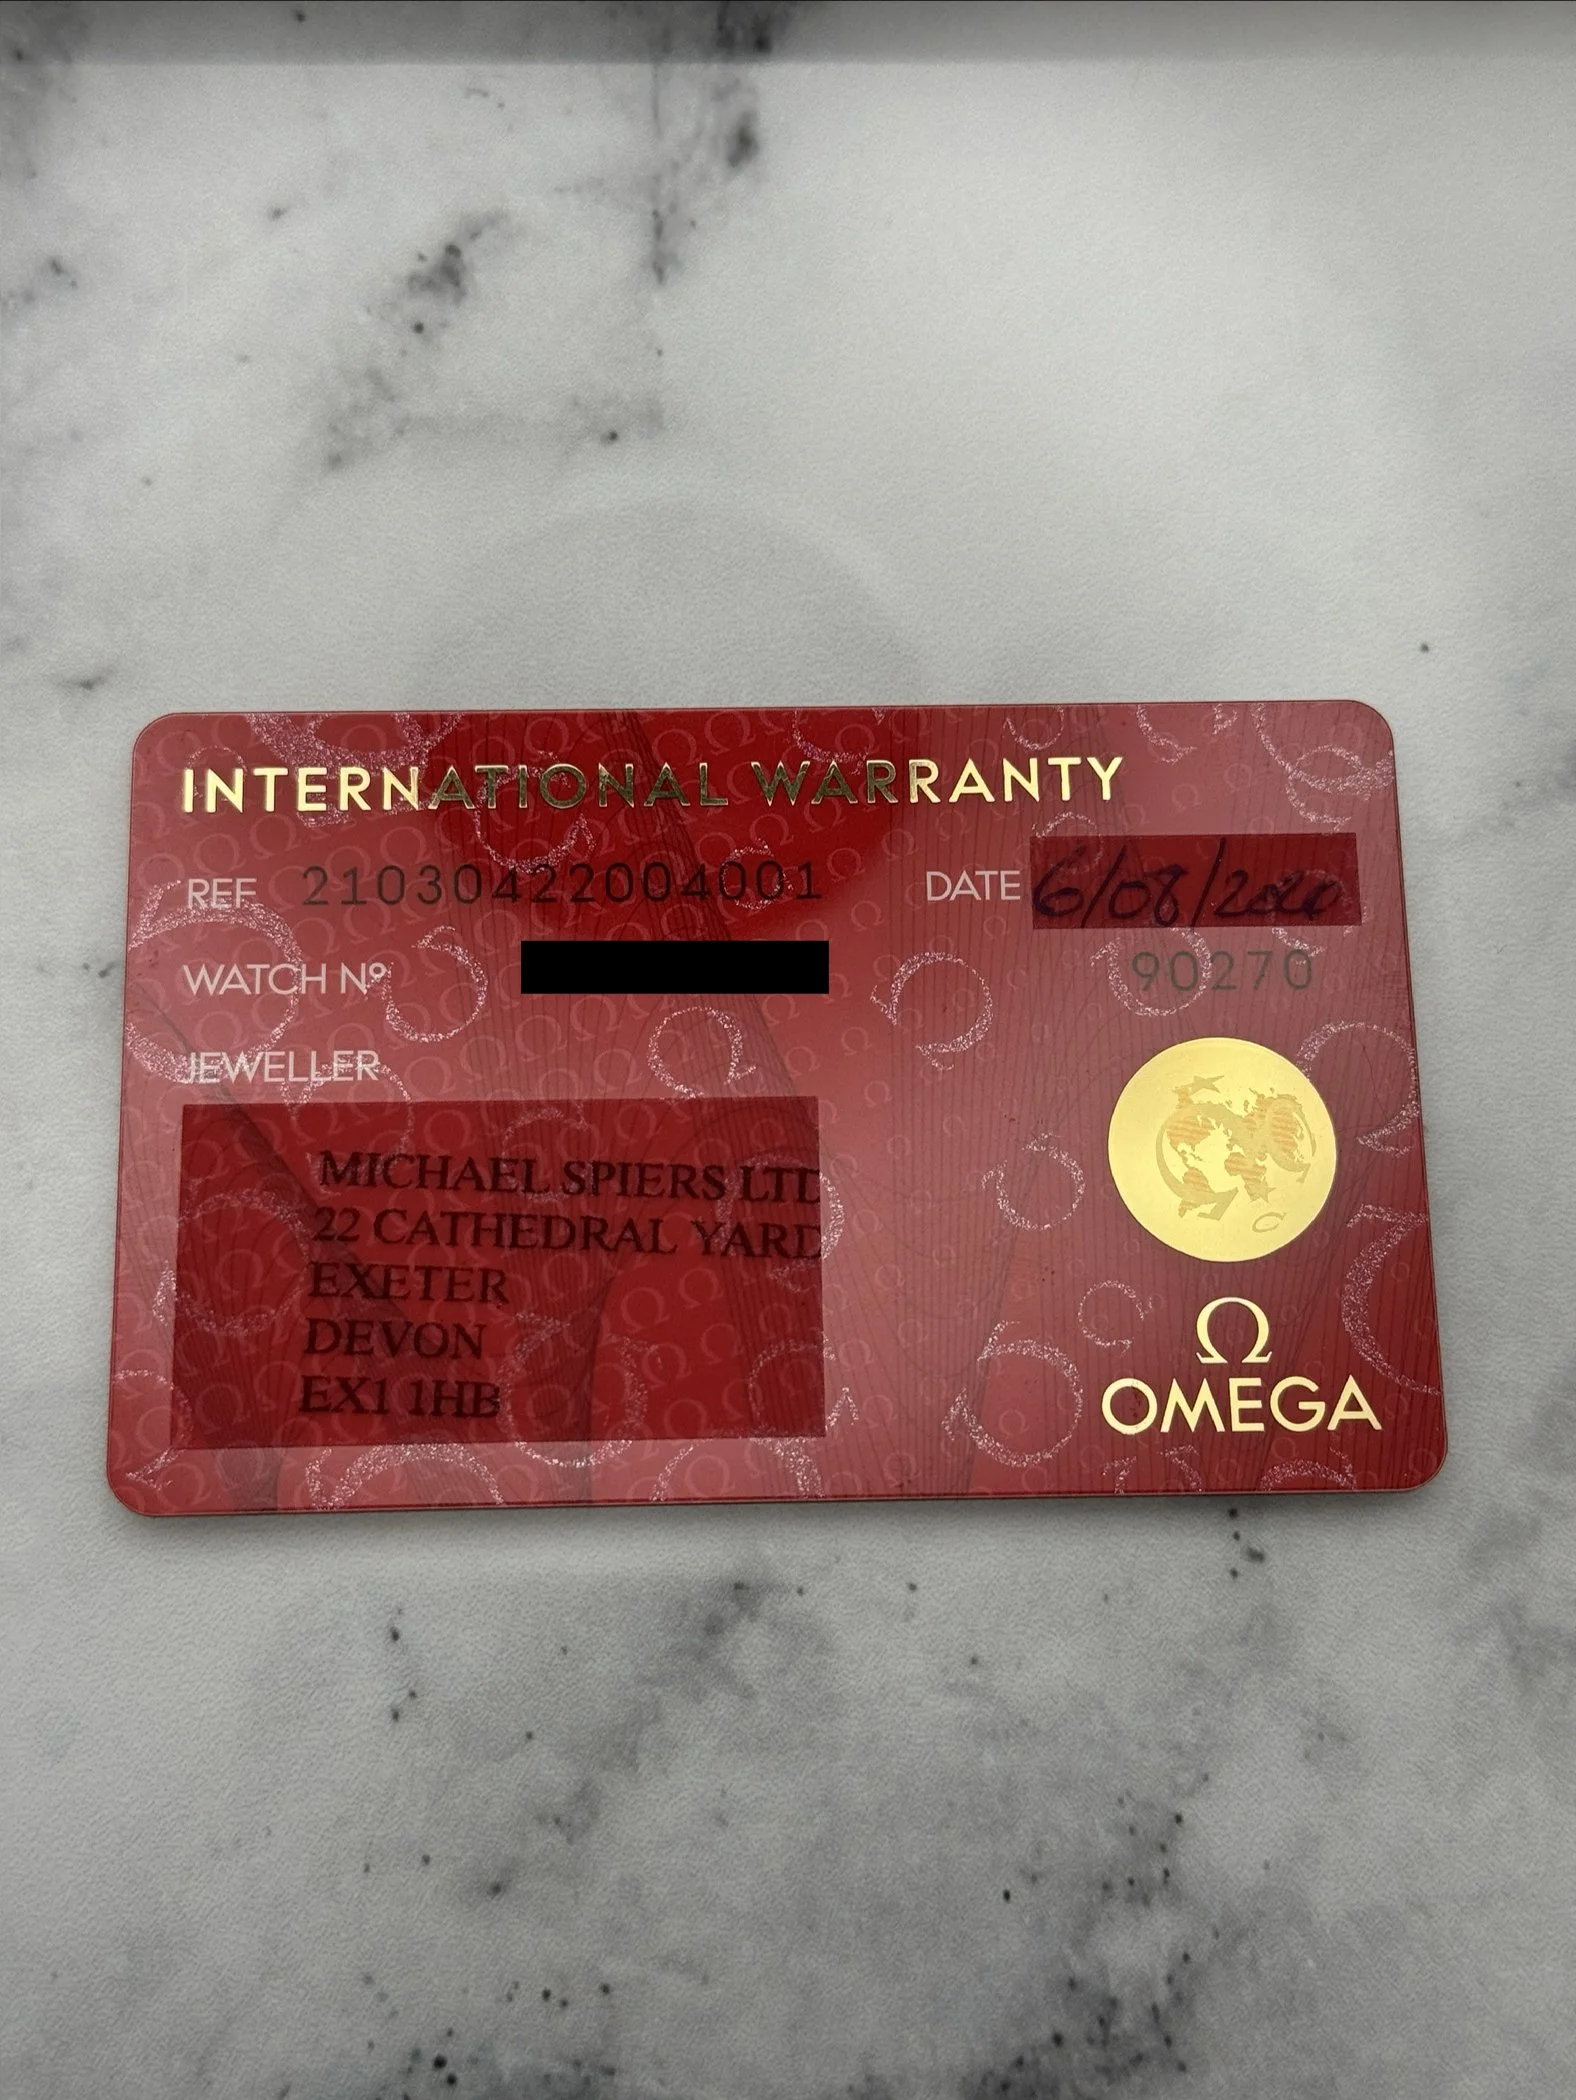 INTERNATIONAL WARRANTY
REF 21030422004001
DATE 6/08/2020
WATCH Nº
90270
JEWELLER
MICHAEL SPIERS LTD
22 CATHEDRAL YARD
EXETER
DEVON
EX1 1HB
Ω
OMEGA